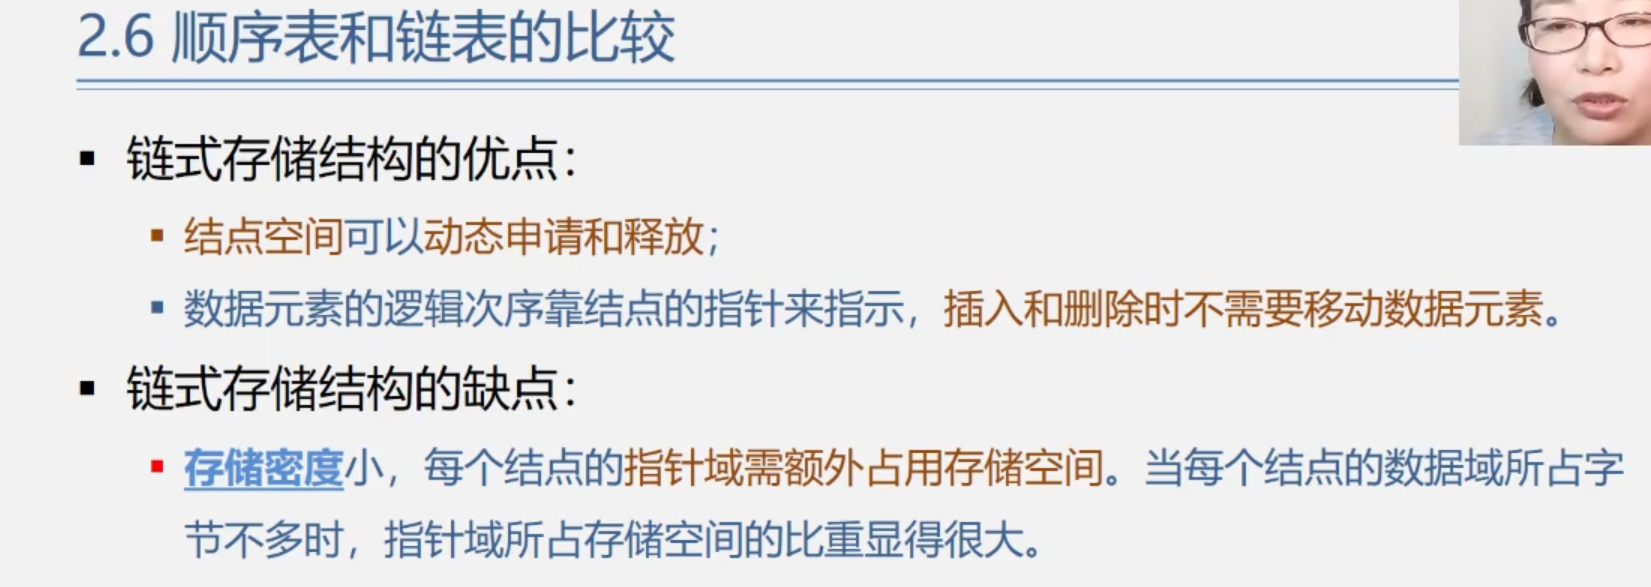 2.6 顺序表和链表的比较
▪ 链式存储结构的优点：
▪ 结点空间可以动态申请和释放；
▪ 数据元素的逻辑次序靠结点的指针来指示，插入和删除时不需要移动数据元素。
▪ 链式存储结构的缺点：
▪ 存储密度小，每个结点的指针域需额外占用存储空间。当每个结点的数据域所占字
节不多时，指针域所占存储空间的比重显得很大。